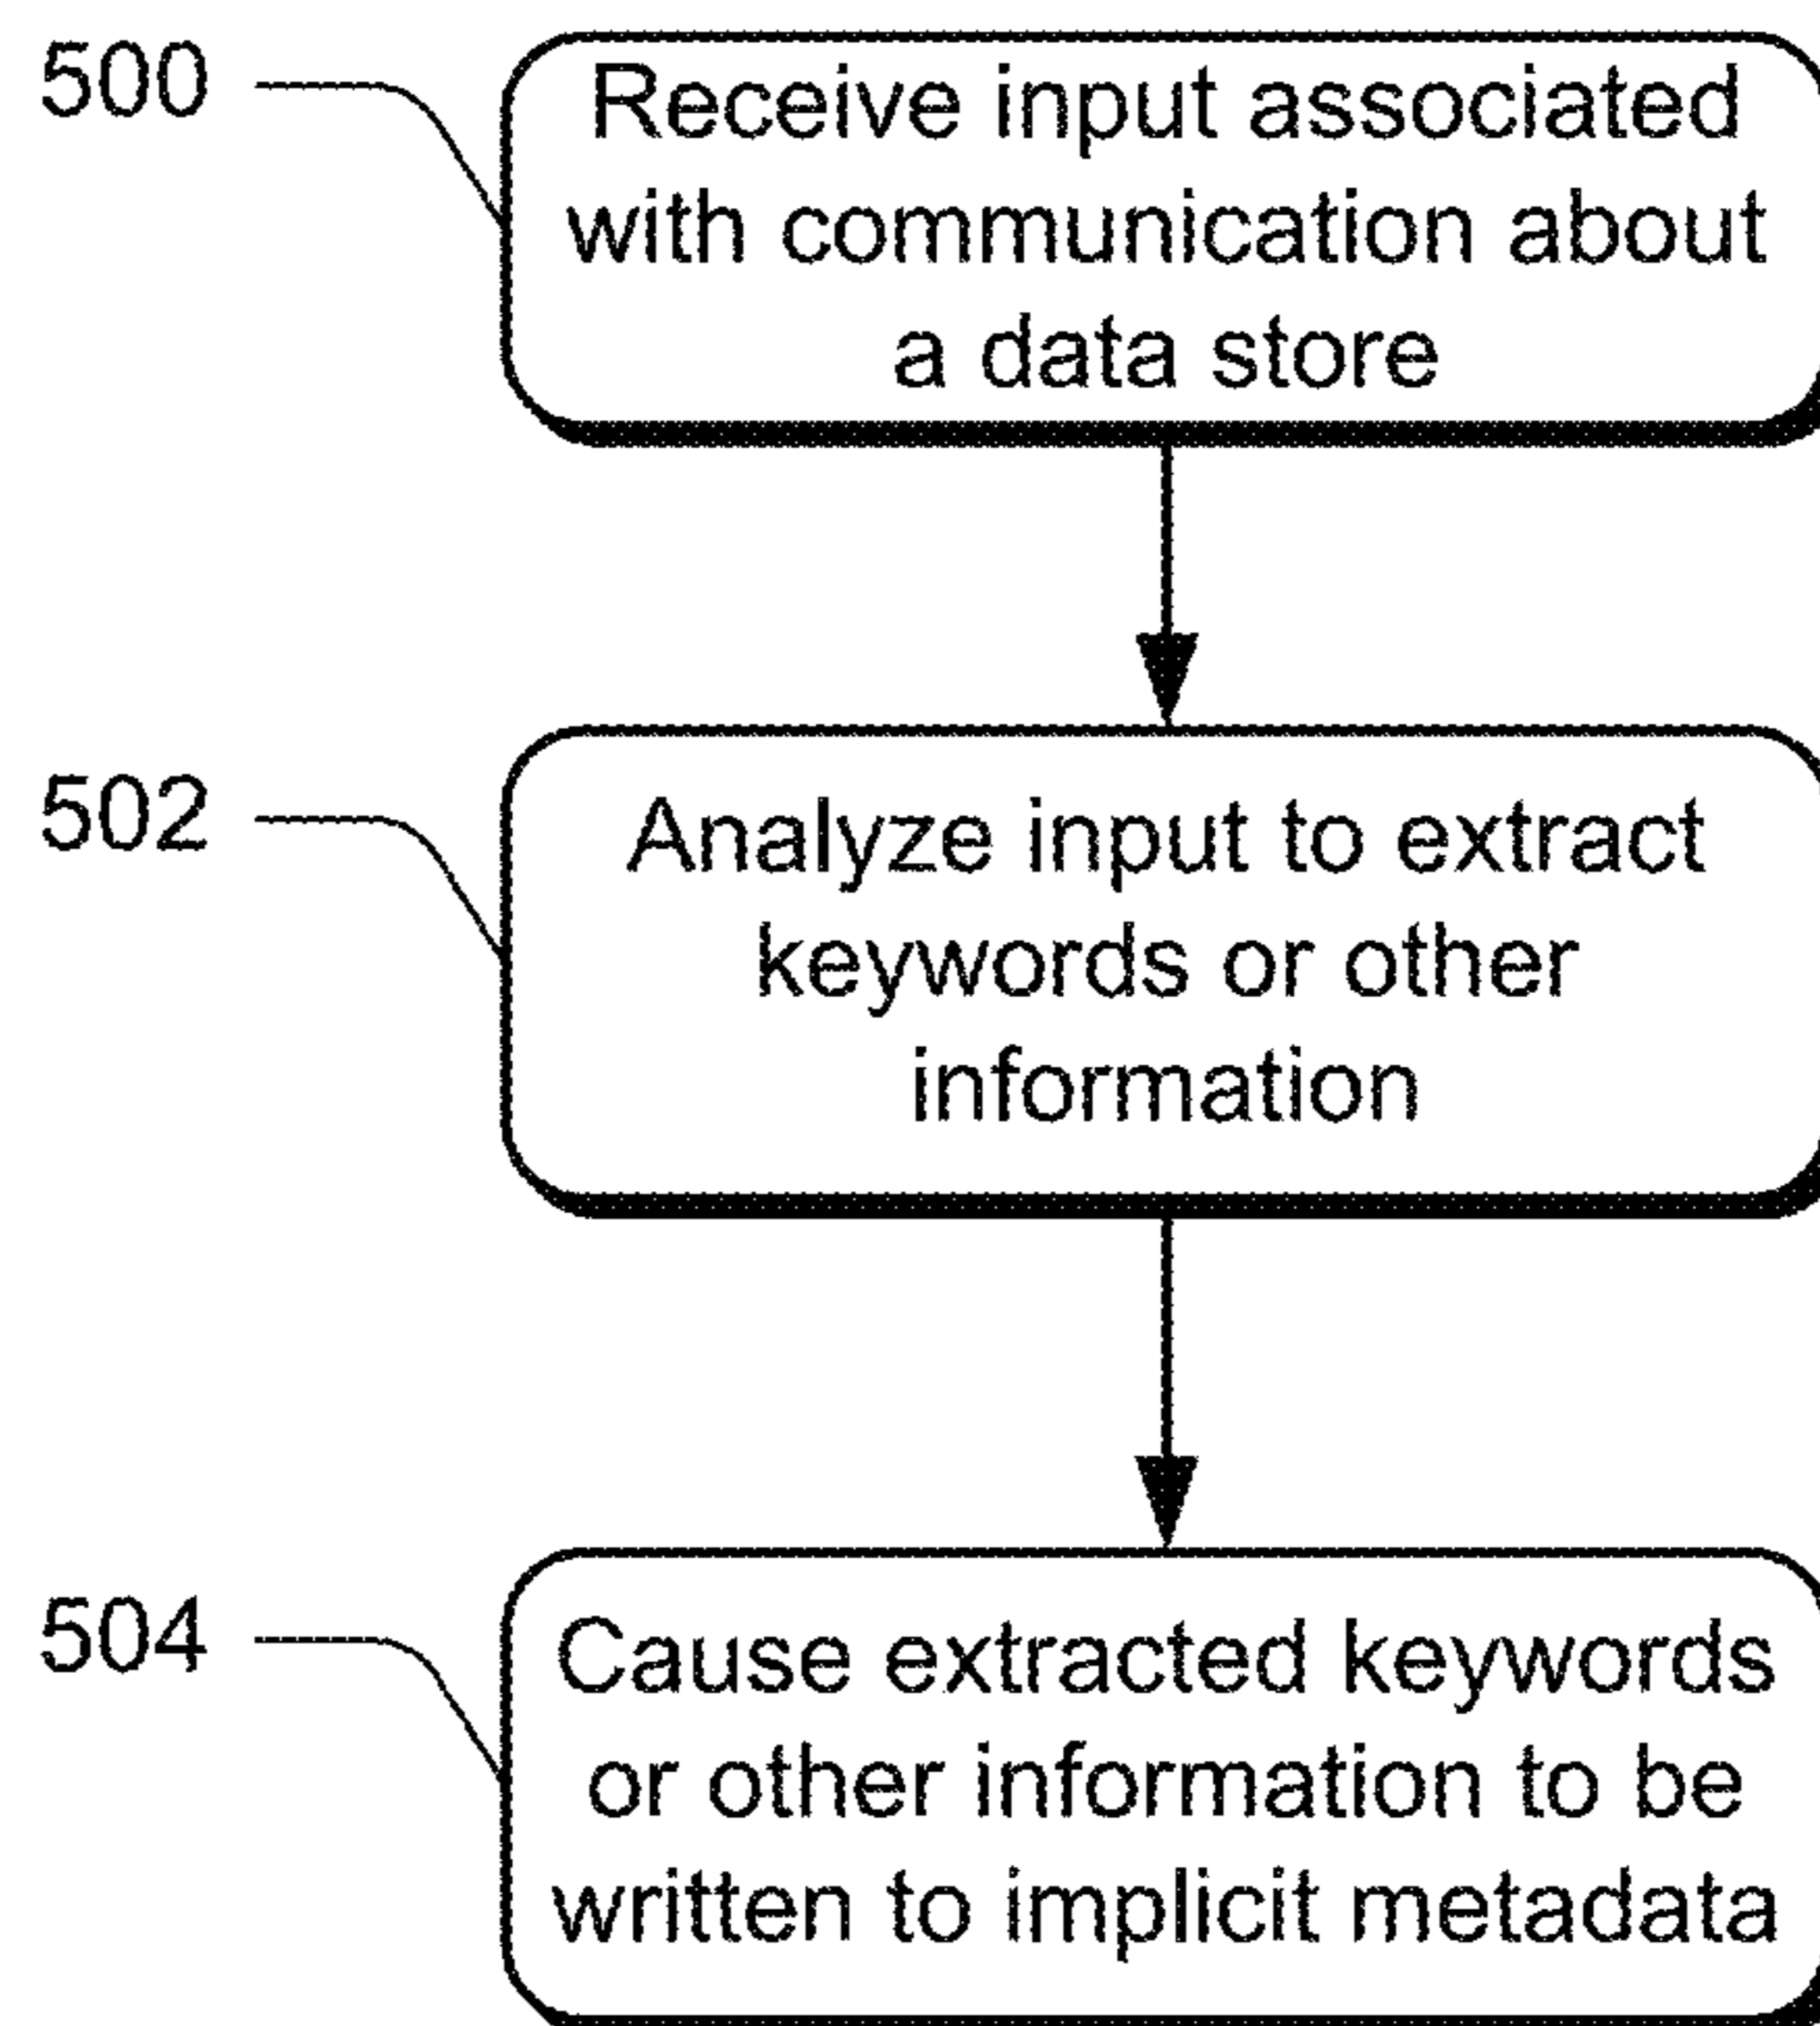 500
Receive input associated
with communication about
a data store
502
Analyze input to extract
keywords or other
information
504
Cause extracted keywords
or other information to be
written to implicit metadata